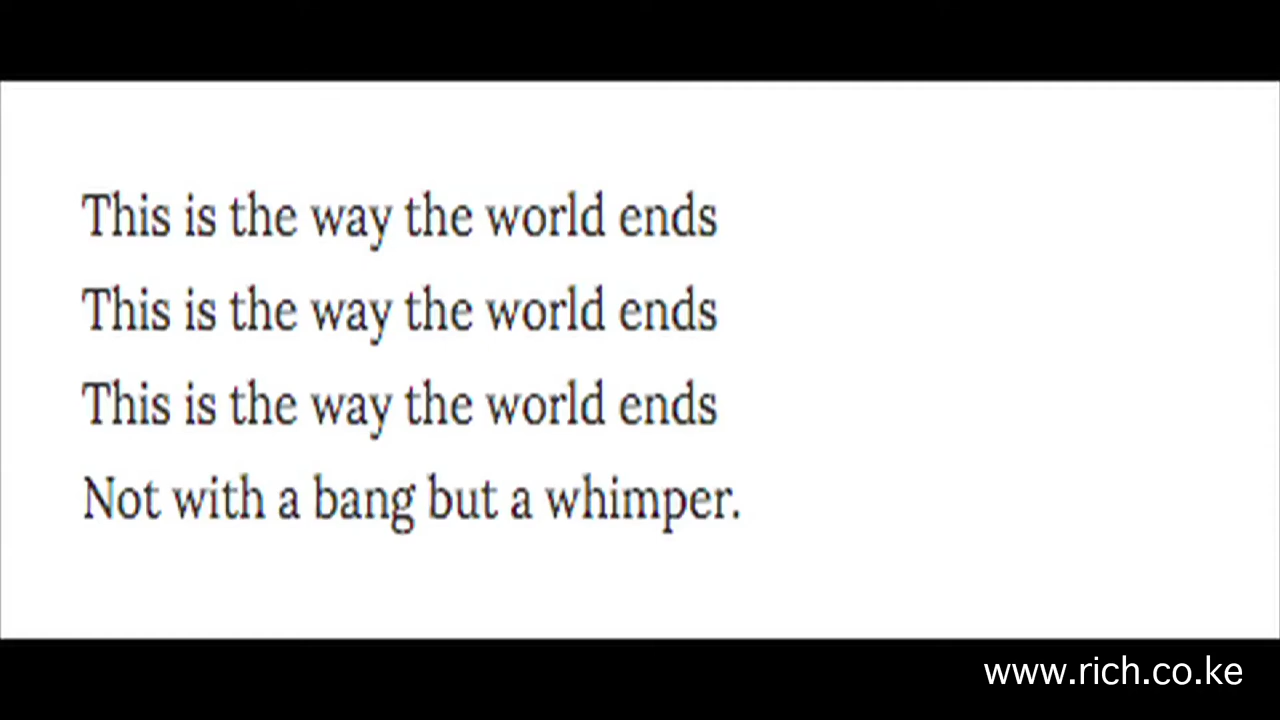 This is the way the world ends
This is the way the world ends
This is the way the world ends
Not with a bang but a whimper.
www.rich.co.ke